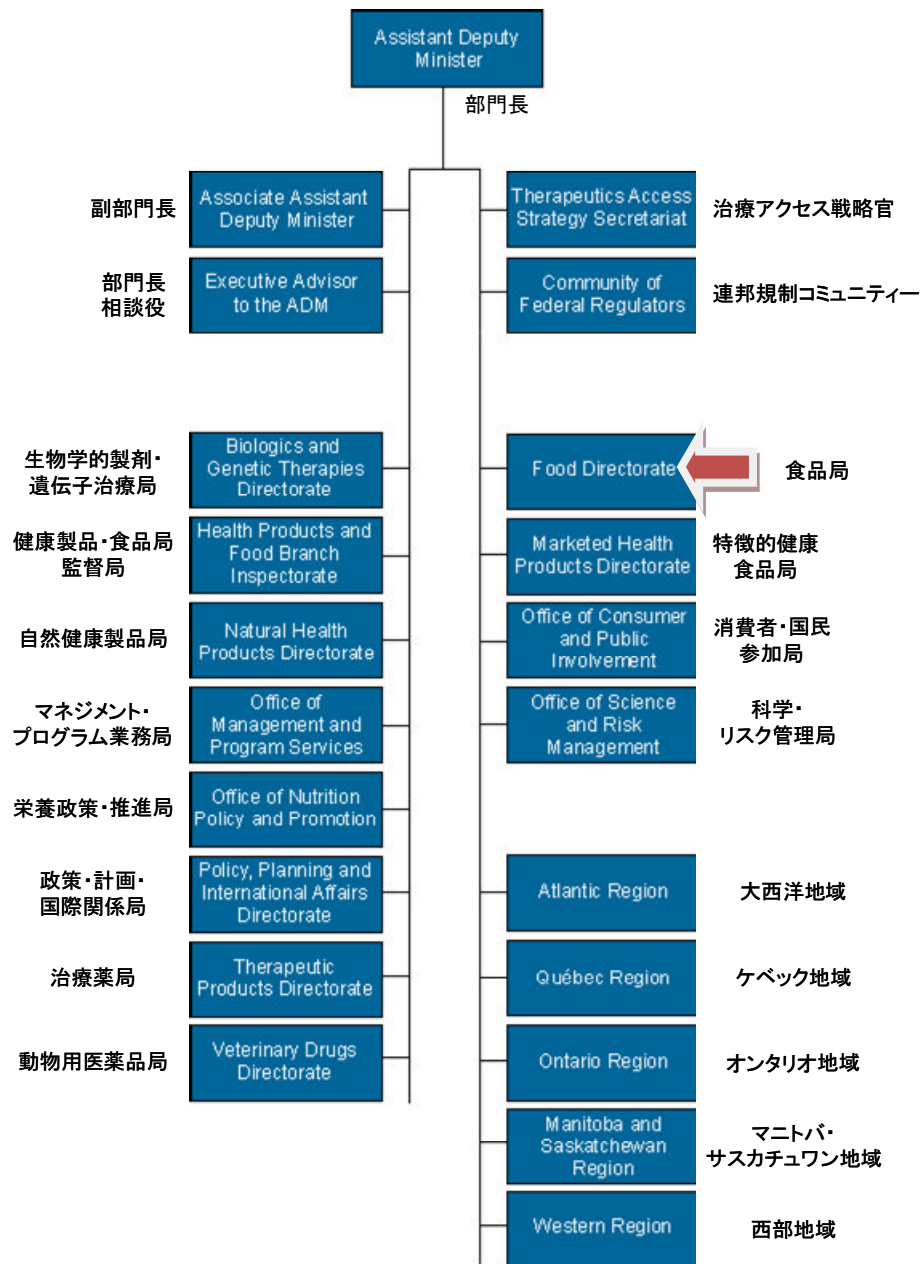 Assistant Deputy
Minister
部門長
副部門長
Associate Assistant
Deputy Minister
Therapeutics Access
Strategy Secretariat
治療アクセス戦略官
部門長
相談役
Executive Advisor
to the ADM
Community of
Federal Regulators
連邦規制コミュニティー
生物学的製剤・
遺伝子治療局
Biologics and
Genetic Therapies
Directorate
Food Directorate
食品局
健康製品・食品局
監督局
Health Products and
Food Branch
Inspectorate
Marketed Health
Products Directorate
特徴的健康
食品局
自然健康製品局
Natural Health
Products Directorate
Office of Consumer
and Public
Involvement
消費者・国民
参加局
マネジメント・
プログラム業務局
Office of
Management and
Program Services
Office of Science
and Risk
Management
科学・
リスク管理局
栄養政策・推進局
Office of Nutrition
Policy and Promotion
政策・計画・
国際関係局
Policy, Planning and
International Affairs
Directorate
Atlantic Region
大西洋地域
治療薬局
Therapeutic
Products Directorate
Québec Region
ケベック地域
動物用医薬品局
Veterinary Drugs
Directorate
Ontario Region
オンタリオ地域
Manitoba and
Saskatchewan
Region
マニトバ・
サスカチュワン地域
Western Region
西部地域